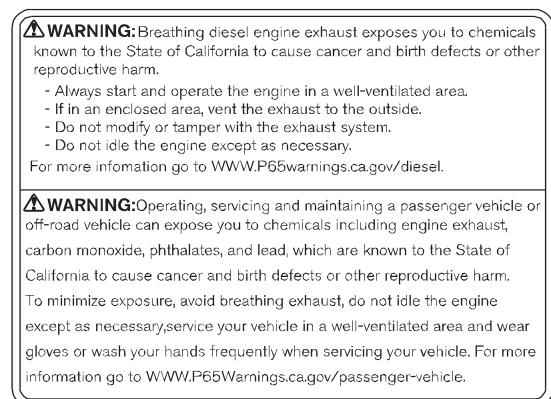 ⚠ WARNING: Breathing diesel engine exhaust exposes you to chemicals
known to the State of California to cause cancer and birth defects or other
reproductive harm.
- Always start and operate the engine in a well-ventilated area.
- If in an enclosed area, vent the exhaust to the outside.
- Do not modify or tamper with the exhaust system.
- Do not idle the engine except as necessary.
For more infomation go to WWW.P65warnings.ca.gov/diesel.
⚠ WARNING:Operating, servicing and maintaining a passenger vehicle or
off-road vehicle can expose you to chemicals including engine exhaust,
carbon monoxide, phthalates, and lead, which are known to the State of
California to cause cancer and birth defects or other reproductive harm.
To minimize exposure, avoid breathing exhaust, do not idle the engine
except as necessary,service your vehicle in a well-ventilated area and wear
gloves or wash your hands frequently when servicing your vehicle. For more
information go to WWW.P65Warnings.ca.gov/passenger-vehicle.